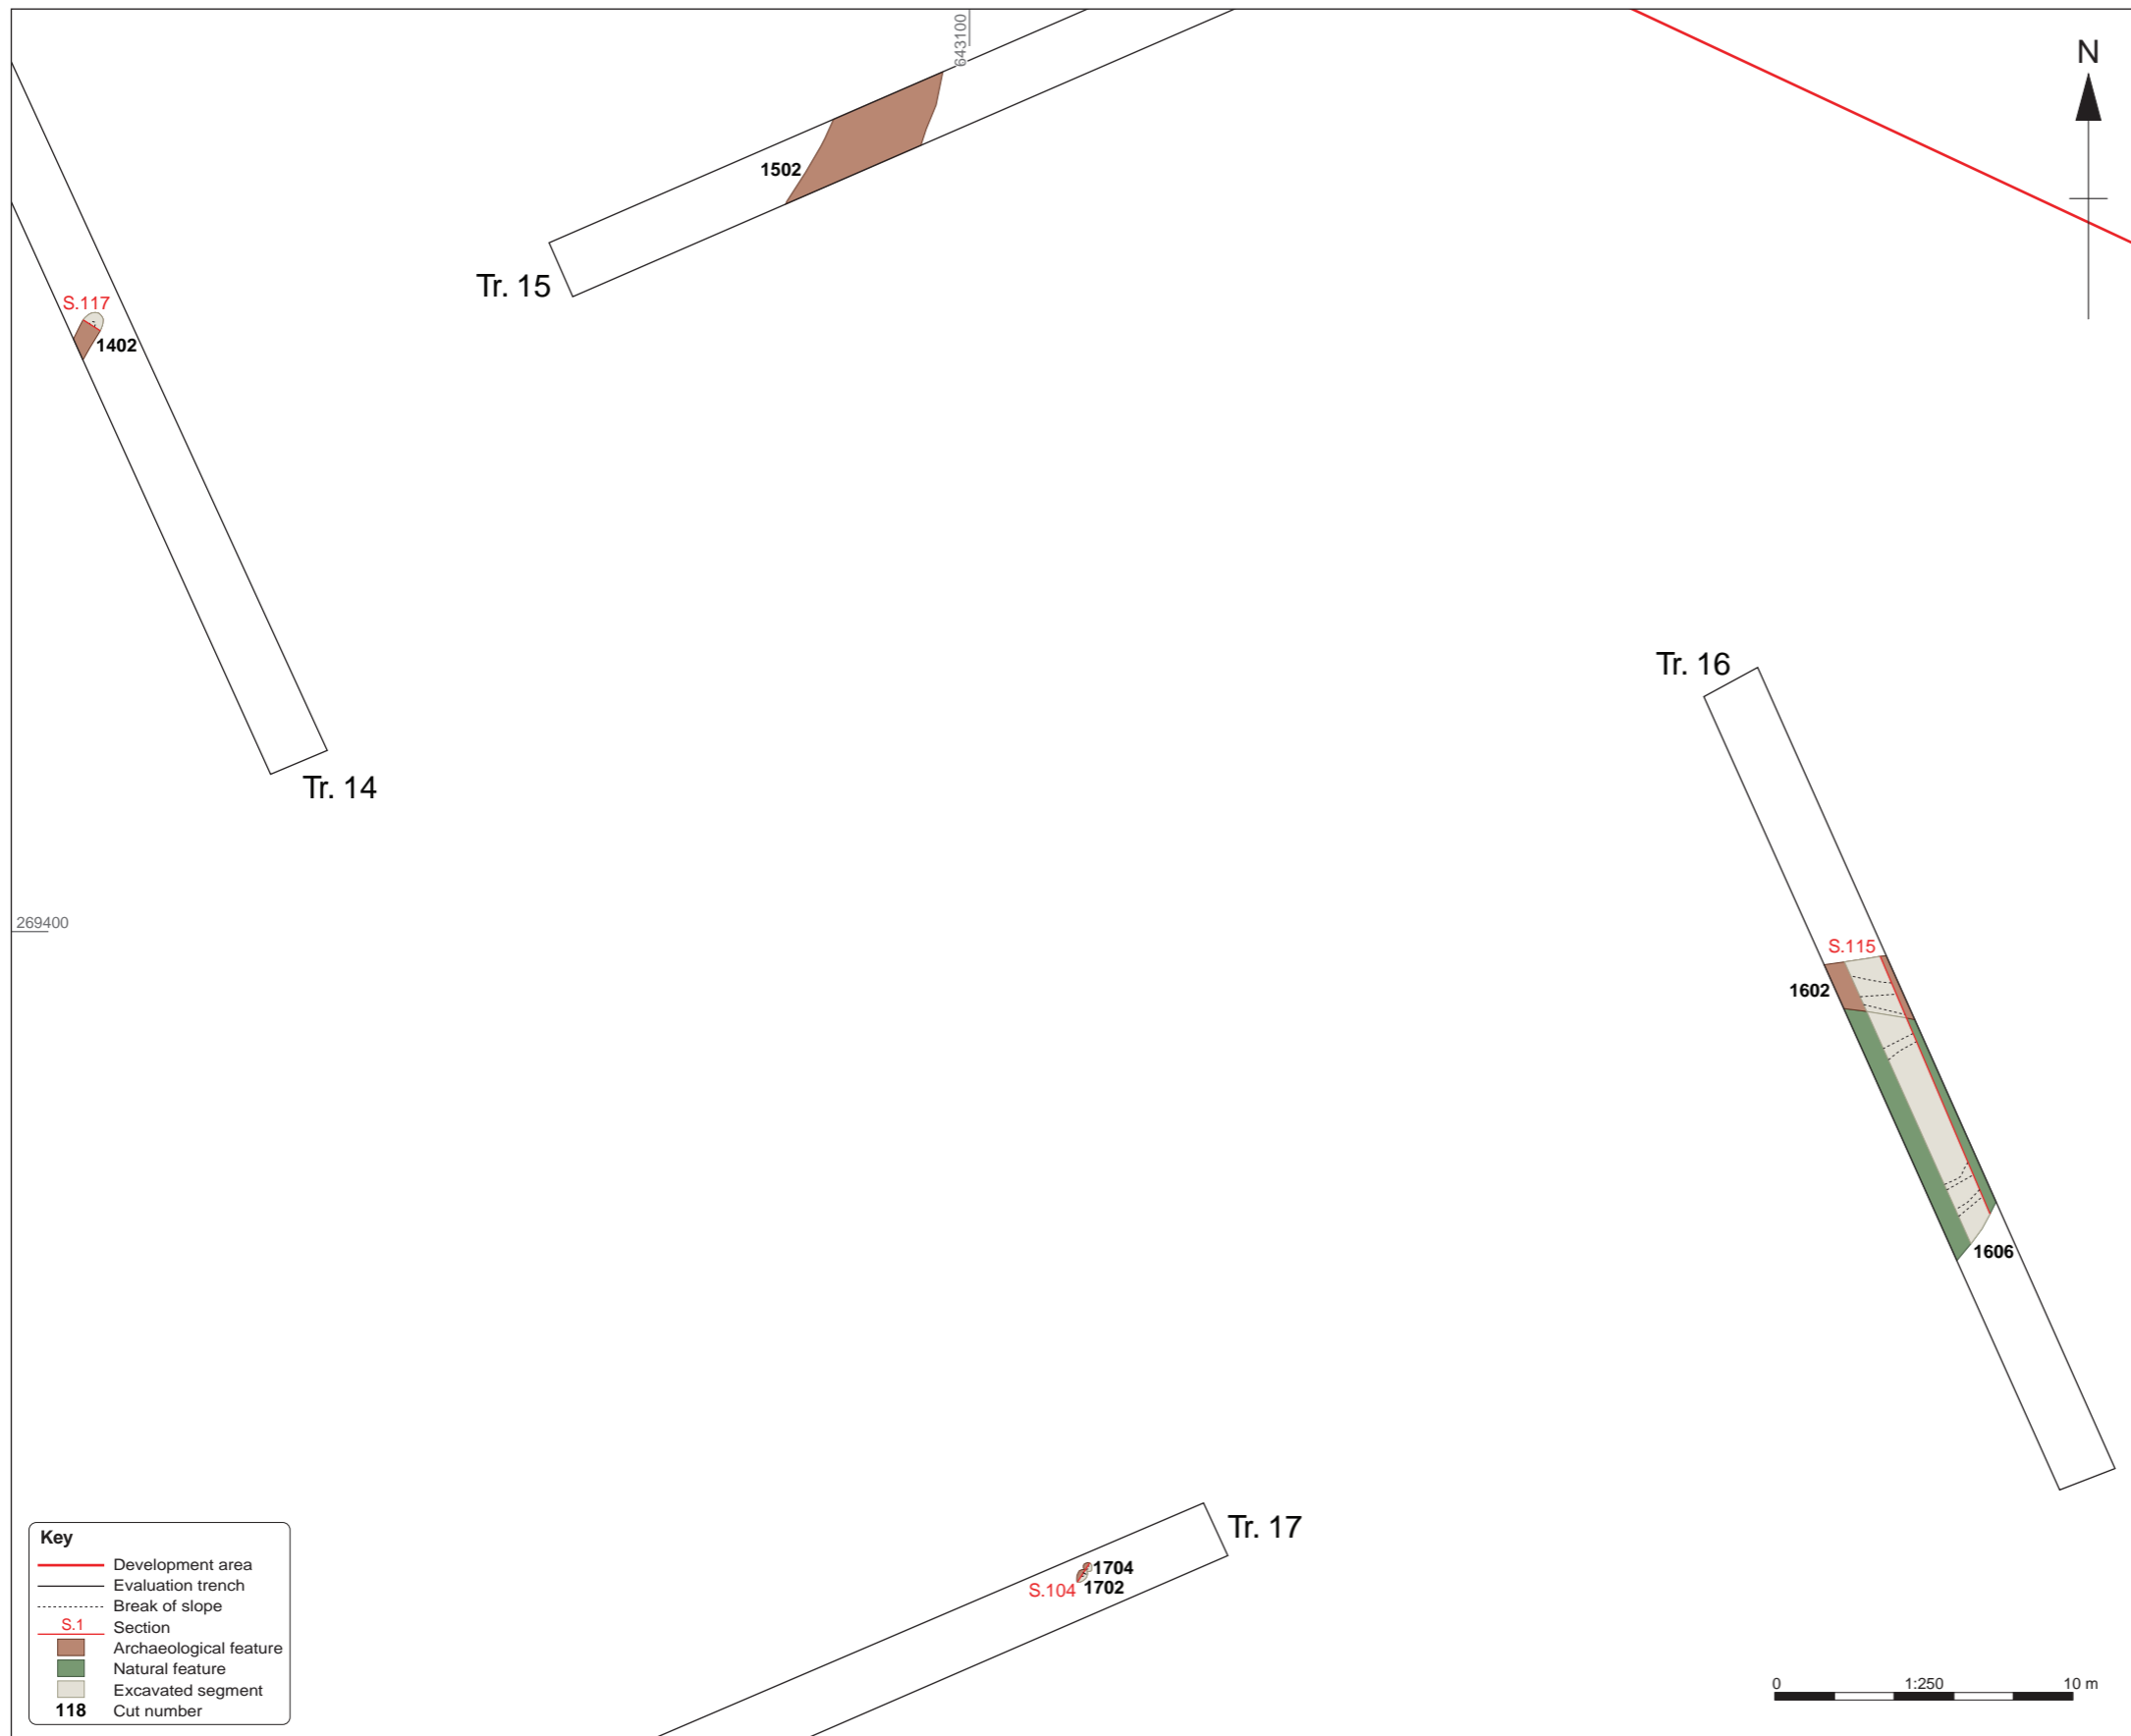 643100
N
1502
Tr. 15
S.117
1402
Tr. 16
Tr. 14
269400
S.115
1602
1606
Tr. 17
1704
S.104
1702
Key
Development area
Evaluation trench
Break of slope
S.1 Section
Archaeological feature
Natural feature
Excavated segment
118 Cut number
0 1:250 10 m